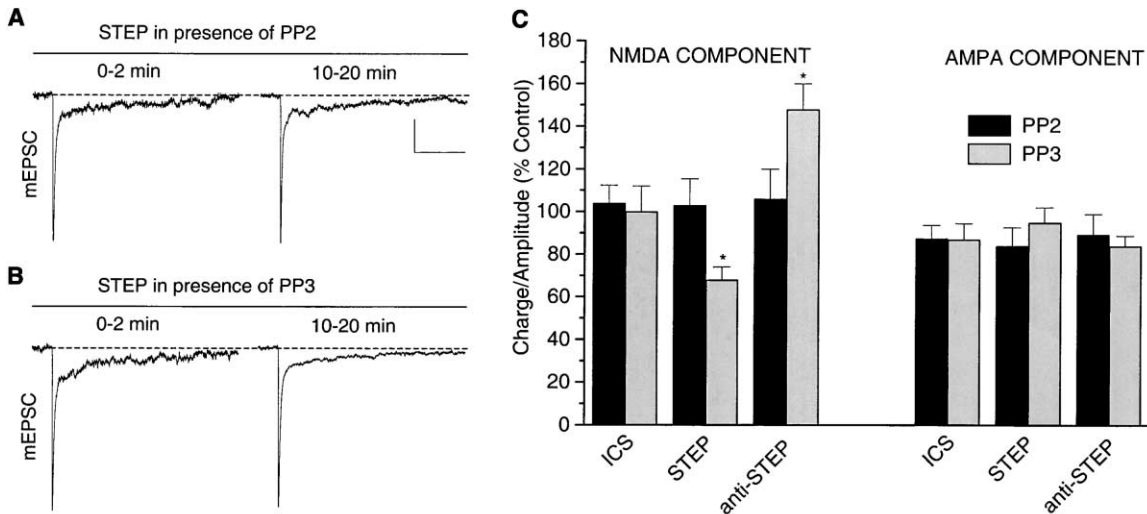 A
STEP in presence of PP2
0-2 min
10-20 min
mEPSC
B
STEP in presence of PP3
0-2 min
10-20 min
mEPSC
C
NMDA COMPONENT
AMPA COMPONENT
PP2
PP3
Charge/Amplitude (% Control)
180
160
140
120
100
80
60
40
20
0
*
*
ICS
STEP
anti-STEP
ICS
STEP
anti-STEP